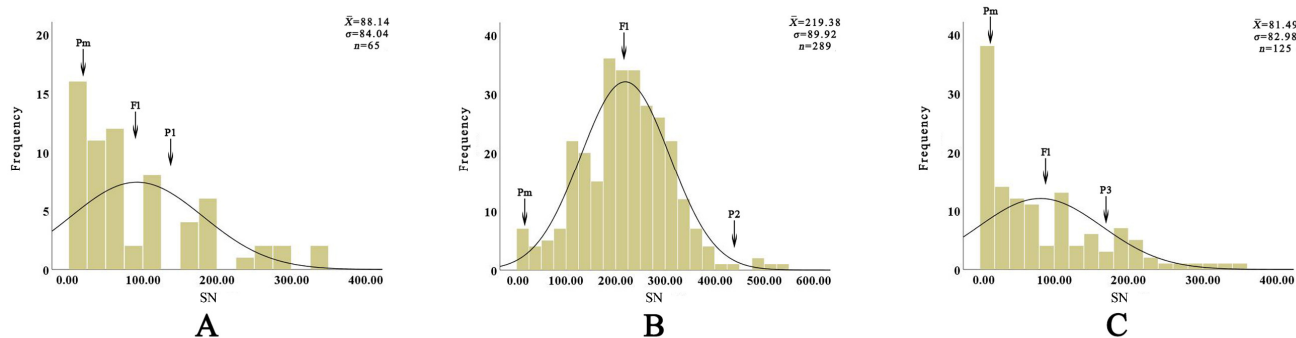 X̄=88.14
σ=84.04
n=65
20
15
10
5
0
Frequency
Pm
F1
P1
0.00 100.00 200.00 300.00 400.00
SN
A
X̄=219.38
σ=89.92
n=289
40
30
20
10
0
Frequency
F1
Pm
P2
0.00 100.00 200.00 300.00 400.00 500.00 600.00
SN
B
X̄=81.49
σ=82.98
n=125
40
30
20
10
0
Frequency
Pm
F1
P3
0.00 100.00 200.00 300.00 400.00
SN
C